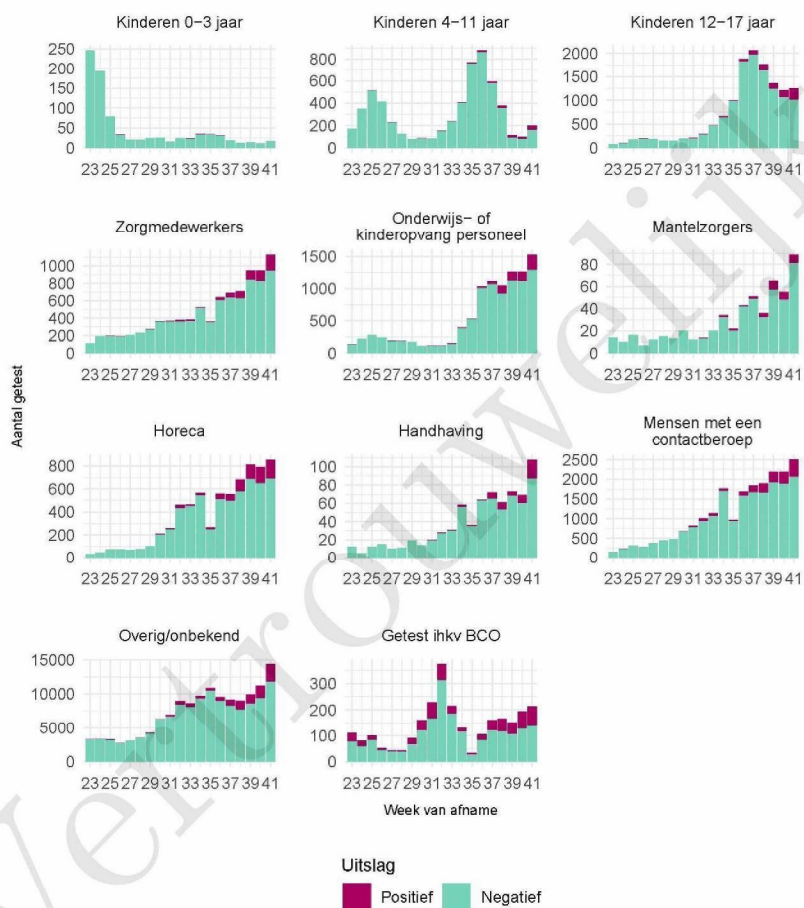 Kinderen 0−3 jaar
Kinderen 4−11 jaar
Kinderen 12−17 jaar
250
200
150
100
50
0
800
600
400
200
0
2000
1500
1000
500
0
23 25 27 29 31 33 35 37 39 41
23 25 27 29 31 33 35 37 39 41
23 25 27 29 31 33 35 37 39 41
Zorgmedewerkers
Onderwijs− of
kinderopvang personeel
Mantelzorgers
1000
800
600
400
200
0
1500
1000
500
0
80
60
40
20
0
23 25 27 29 31 33 35 37 39 41
23 25 27 29 31 33 35 37 39 41
23 25 27 29 31 33 35 37 39 41
Aantal getest
Horeca
Handhaving
Mensen met een
contactberoep
800
600
400
200
0
100
80
60
40
20
0
2500
2000
1500
1000
500
0
23 25 27 29 31 33 35 37 39 41
23 25 27 29 31 33 35 37 39 41
23 25 27 29 31 33 35 37 39 41
Overig/onbekend
Getest ihkv BCO
15000
10000
5000
0
300
200
100
0
23 25 27 29 31 33 35 37 39 41
23 25 27 29 31 33 35 37 39 41
Week van afname
Uitslag
Positief
Negatief
Vertrouwelijk